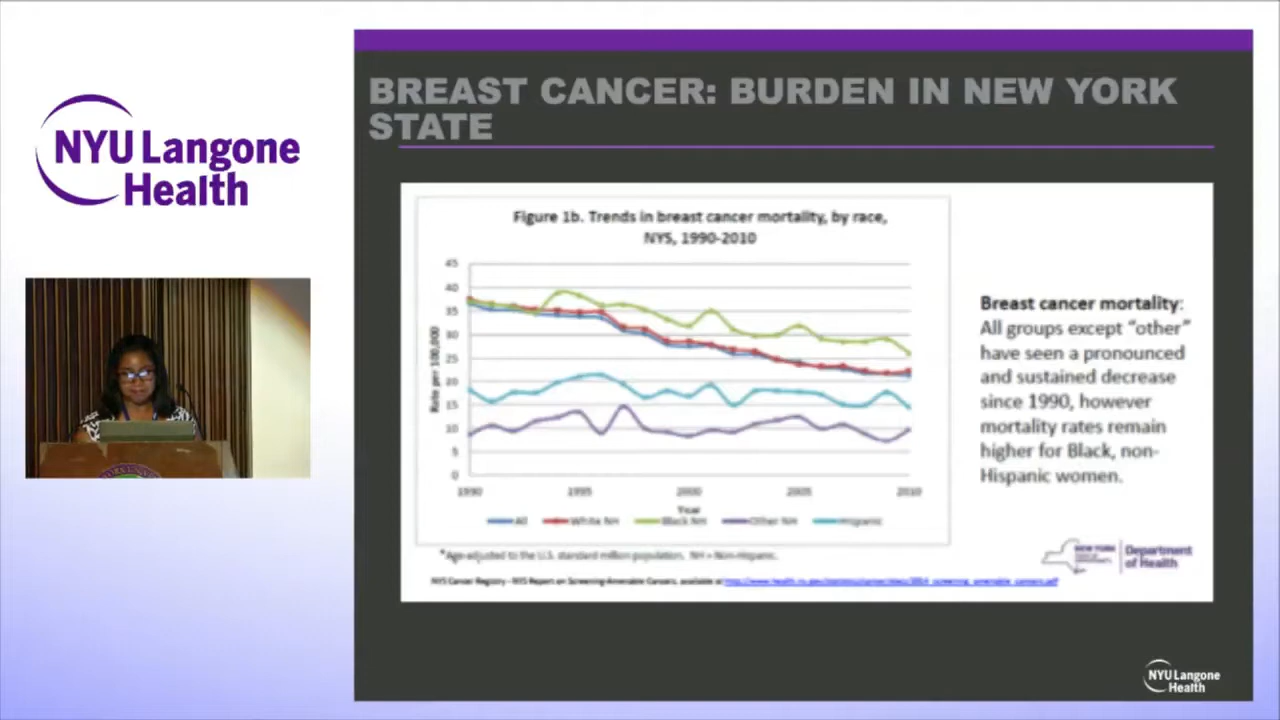 NYU Langone
Health
BREAST CANCER: BURDEN IN NEW YORK
STATE
Figure 1b. Trends in breast cancer mortality, by race,
NYS, 1990-2010
Rate per 100,000
45
40
35
30
25
20
15
10
5
0
1990 1995 2000 2005 2010
Year
All White NH Black NH Other NH Hispanic
*Age-adjusted to the U.S. standard million population. NH = Non-Hispanic.
NYS Cancer Registry - NYS Report on Screening-Amenable Cancers, available at
Breast cancer mortality:
All groups except "other"
have seen a pronounced
and sustained decrease
since 1990, however
mortality rates remain
higher for Black, non-
Hispanic women.
NEW YORK
Department
of Health
NYU Langone
Health